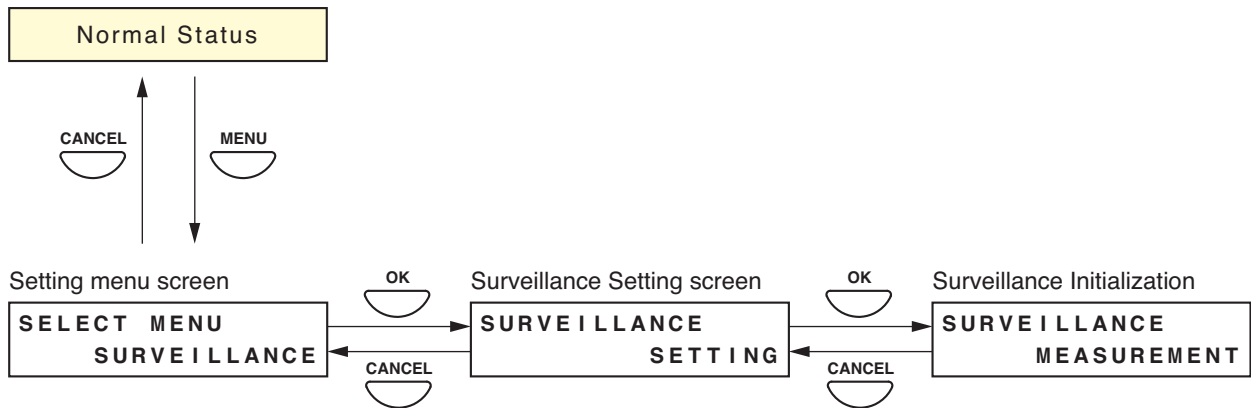 Normal Status
CANCEL
MENU
Setting menu screen
OK
Surveillance Setting screen
OK
Surveillance Initialization
SELECT MENU
SURVEILLANCE
SURVEILLANCE
SETTING
SURVEILLANCE
MEASUREMENT
CANCEL
CANCEL